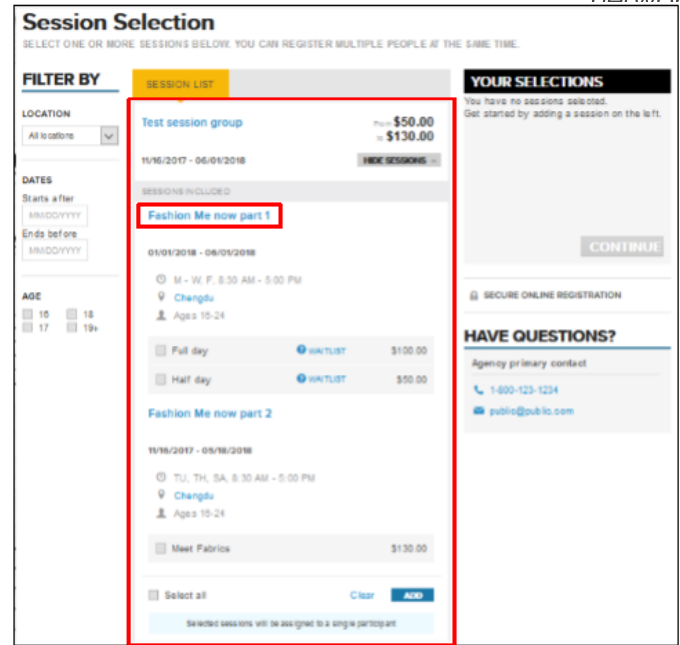 Session Selection
SELECT ONE OR MORE SESSIONS BELOW. YOU CAN REGISTER MULTIPLE PEOPLE AT THE SAME TIME.
FILTER BY
LOCATION
All locations
DATES
Starts after
MM/DD/YYYY
Ends before
MM/DD/YYYY
AGE
16 18
17 19+
SESSION LIST
Test session group
From $50.00
to $130.00
11/16/2017 - 06/01/2018
HIDE SESSIONS
SESSIONS INCLUDED
Fashion Me now part 1
01/01/2018 - 06/01/2018
M - W, F, 8:30 AM - 5:00 PM
Chengdu
Ages 16-24
Full day WAITLIST $100.00
Half day WAITLIST $50.00
Fashion Me now part 2
11/16/2017 - 05/18/2018
TU, TH, SA, 8:30 AM - 5:00 PM
Chengdu
Ages 16-24
Meet Fabrics $130.00
Select all Clear ADD
Selected sessions will be assigned to a single participant
YOUR SELECTIONS
You have no sessions selected.
Get started by adding a session on the left.
CONTINUE
SECURE ONLINE REGISTRATION
HAVE QUESTIONS?
Agency primary contact
1-800-123-1234
public@public.com